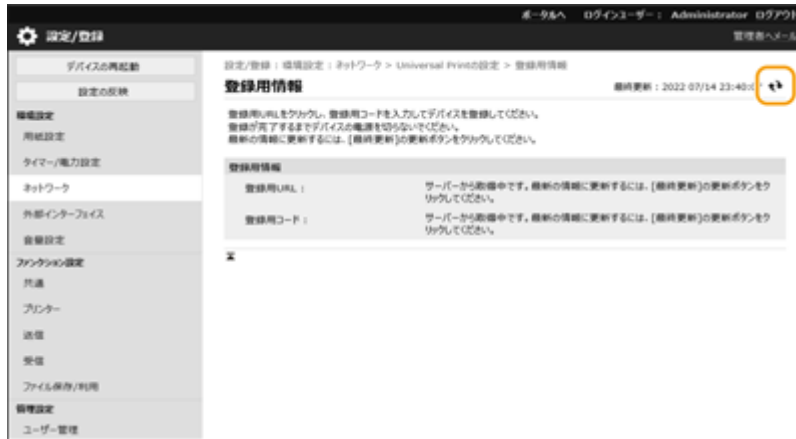 ポータルへ ログインユーザー： Administrator ログアウト
設定/登録
管理者へメール
デバイスの再起動
設定の反映
環境設定
用紙設定
タイマー/電力設定
ネットワーク
外部インターフェイス
音量設定
ファンクション設定
共通
プリンター
送信
受信
ファイル保存/利用
管理設定
ユーザー管理
設定/登録 : 環境設定 : ネットワーク > Universal Printの設定 > 登録用情報
登録用情報
最終更新 : 2022 07/14 23:40:
登録用URLをクリックし、登録用コードを入力してデバイスを登録してください。
登録が完了するまでデバイスの電源を切らないでください。
最新の情報に更新するには、[最終更新]の更新ボタンをクリックしてください。
登録用情報
登録用URL :
サーバーから取得中です。最新の情報に更新するには、[最終更新]の更新ボタンをク
リックしてください。
登録用コード :
サーバーから取得中です。最新の情報に更新するには、[最終更新]の更新ボタンをク
リックしてください。